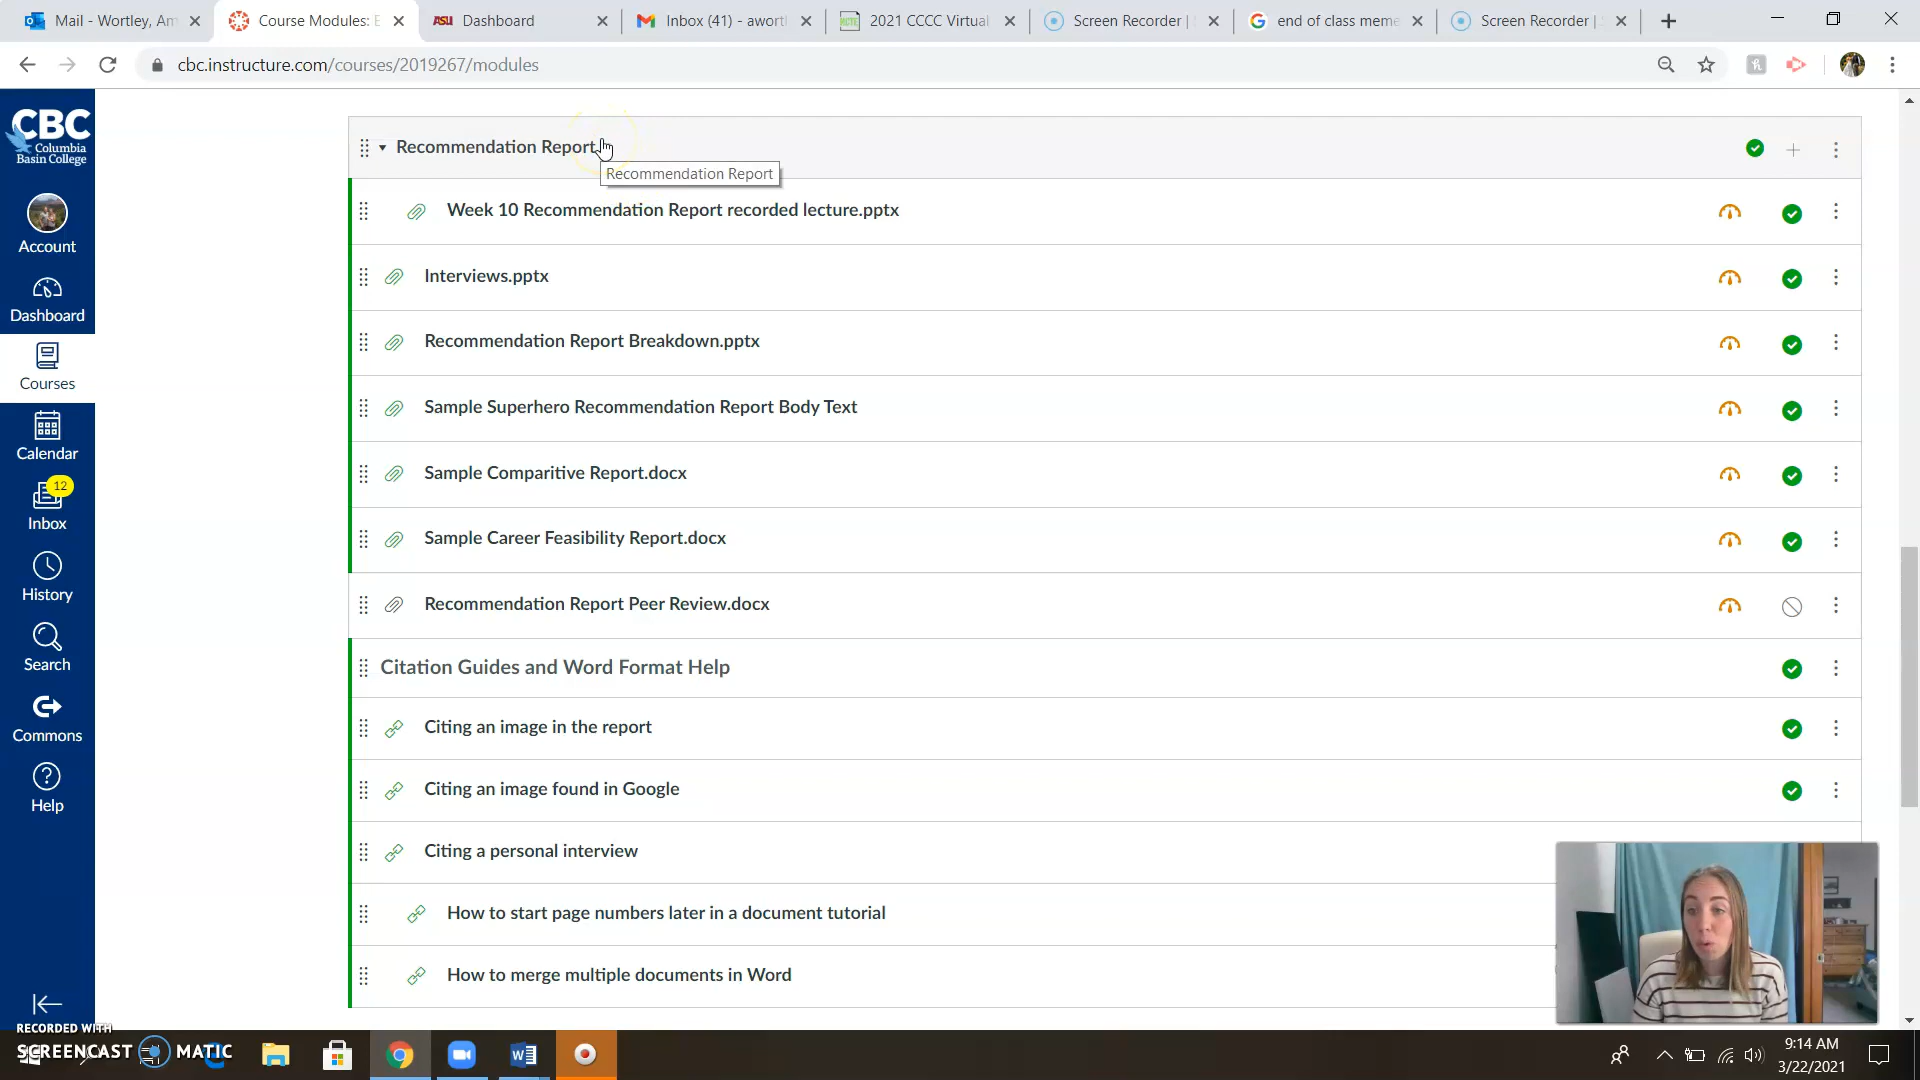 Mail - Wortley, Am
Course Modules: E
ASU Dashboard
Inbox (41) - awortl
2021 CCCC Virtual
Screen Recorder |
end of class meme
Screen Recorder |
cbc.instructure.com/courses/2019267/modules
CBC
Columbia
Basin College
Account
Dashboard
Courses
Calendar
12
Inbox
History
Search
Commons
Help
Recommendation Report
Recommendation Report
Week 10 Recommendation Report recorded lecture.pptx
Interviews.pptx
Recommendation Report Breakdown.pptx
Sample Superhero Recommendation Report Body Text
Sample Comparitive Report.docx
Sample Career Feasibility Report.docx
Recommendation Report Peer Review.docx
Citation Guides and Word Format Help
Citing an image in the report
Citing an image found in Google
Citing a personal interview
How to start page numbers later in a document tutorial
How to merge multiple documents in Word
RECORDED WITH
SCREENCAST MATIC
9:14 AM
3/22/2021